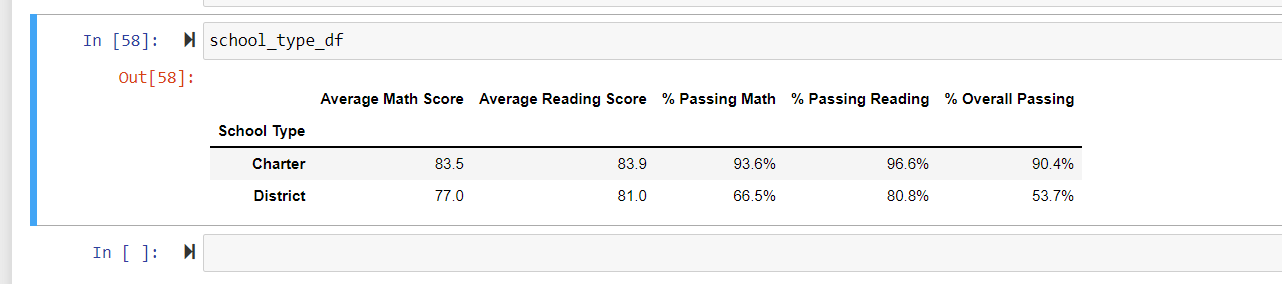 In [58]: school_type_df
Out[58]:
Average Math Score Average Reading Score % Passing Math % Passing Reading % Overall Passing
School Type
Charter 83.5 83.9 93.6% 96.6% 90.4%
District 77.0 81.0 66.5% 80.8% 53.7%
In [ ]: